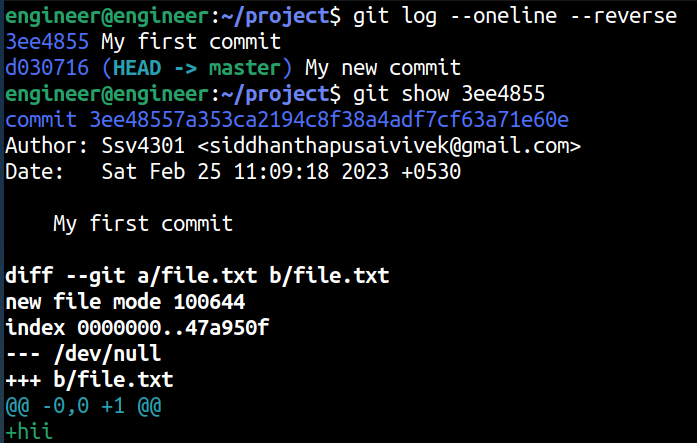 engineer@engineer:~/project$ git log --oneline --reverse
3ee4855 My first commit
d030716 (HEAD -> master) My new commit
engineer@engineer:~/project$ git show 3ee4855
commit 3ee48557a353ca2194c8f38a4adf7cf63a71e60e
Author: Ssv4301 <siddhanthapusaivivek@gmail.com>
Date:   Sat Feb 25 11:09:18 2023 +0530

    My first commit

diff --git a/file.txt b/file.txt
new file mode 100644
index 0000000..47a950f
--- /dev/null
+++ b/file.txt
@@ -0,0 +1 @@
+hii